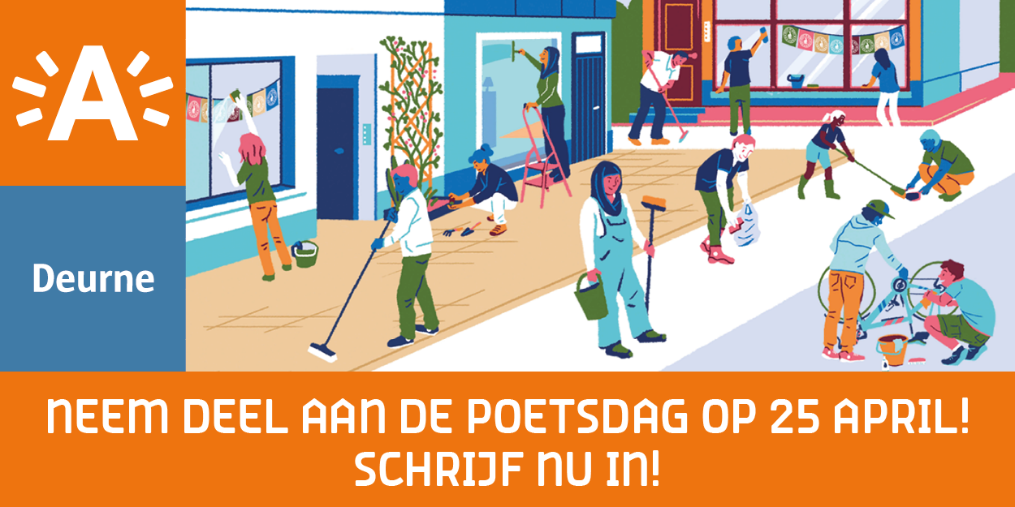 A
Deurne
NEEM DEEL AAN DE POETSDAG OP 25 APRIL!
SCHRIJF NU IN!